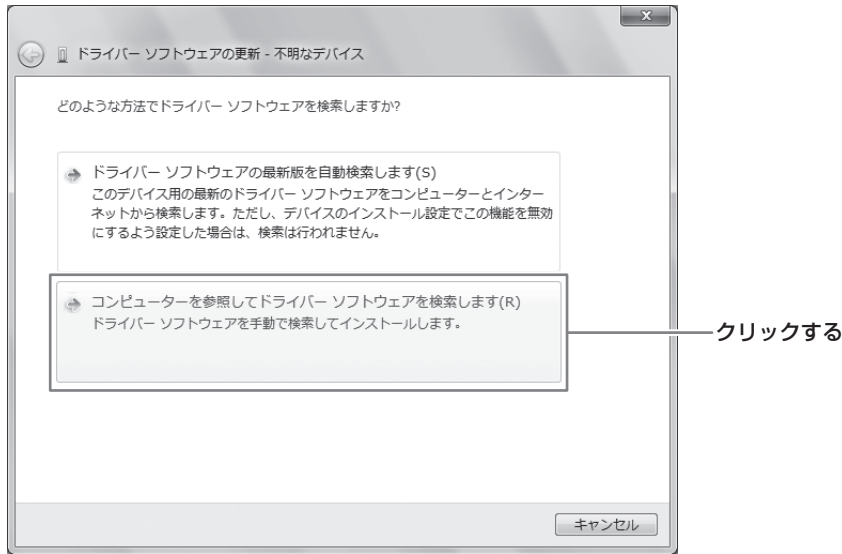 x
ドライバー ソフトウェアの更新 - 不明なデバイス
どのような方法でドライバー ソフトウェアを検索しますか?
ドライバー ソフトウェアの最新版を自動検索します(S)
このデバイス用の最新のドライバー ソフトウェアをコンピューターとインター
ネットから検索します。ただし、デバイスのインストール設定でこの機能を無効
にするよう設定した場合は、検索は行われません。
コンピューターを参照してドライバー ソフトウェアを検索します(R)
ドライバー ソフトウェアを手動で検索してインストールします。
クリックする
キャンセル